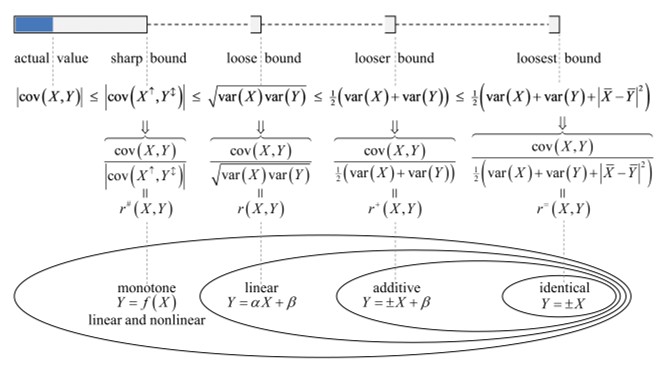 actual value sharp bound loose bound looser bound loosest bound
|cov(X,Y)| ≤ |cov(X↑,Y↕)| ≤ √var(X)var(Y) ≤ ½(var(X)+var(Y)) ≤ ½(var(X)+var(Y)+|X̅−Y̅|²)
⇓ ⇓ ⇓ ⇓
cov(X,Y) cov(X,Y) cov(X,Y) cov(X,Y)
|cov(X↑,Y↕)| √var(X)var(Y) ½(var(X)+var(Y)) ½(var(X)+var(Y)+|X̅−Y̅|²)
= = = =
r^#(X,Y) r(X,Y) r⁺(X,Y) r⁼(X,Y)
monotone linear additive identical
Y=f(X) Y=αX+β Y=±X+β Y=±X
linear and nonlinear